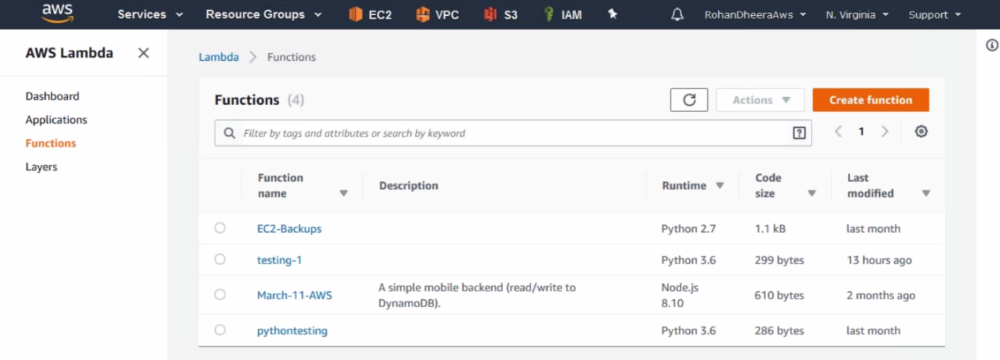 aws Services Resource Groups EC2 VPC S3 IAM RohanDheeraAws N. Virginia Support
AWS Lambda
Lambda > Functions
Dashboard
Applications
Functions
Layers
Functions (4)
Actions
Create function
Filter by tags and attributes or search by keyword
1
Function name Description Runtime Code size Last modified
EC2-Backups Python 2.7 1.1 kB last month
testing-1 Python 3.6 299 bytes 13 hours ago
March-11-AWS A simple mobile backend (read/write to DynamoDB). Node.js 8.10 610 bytes 2 months ago
pythontesting Python 3.6 286 bytes last month